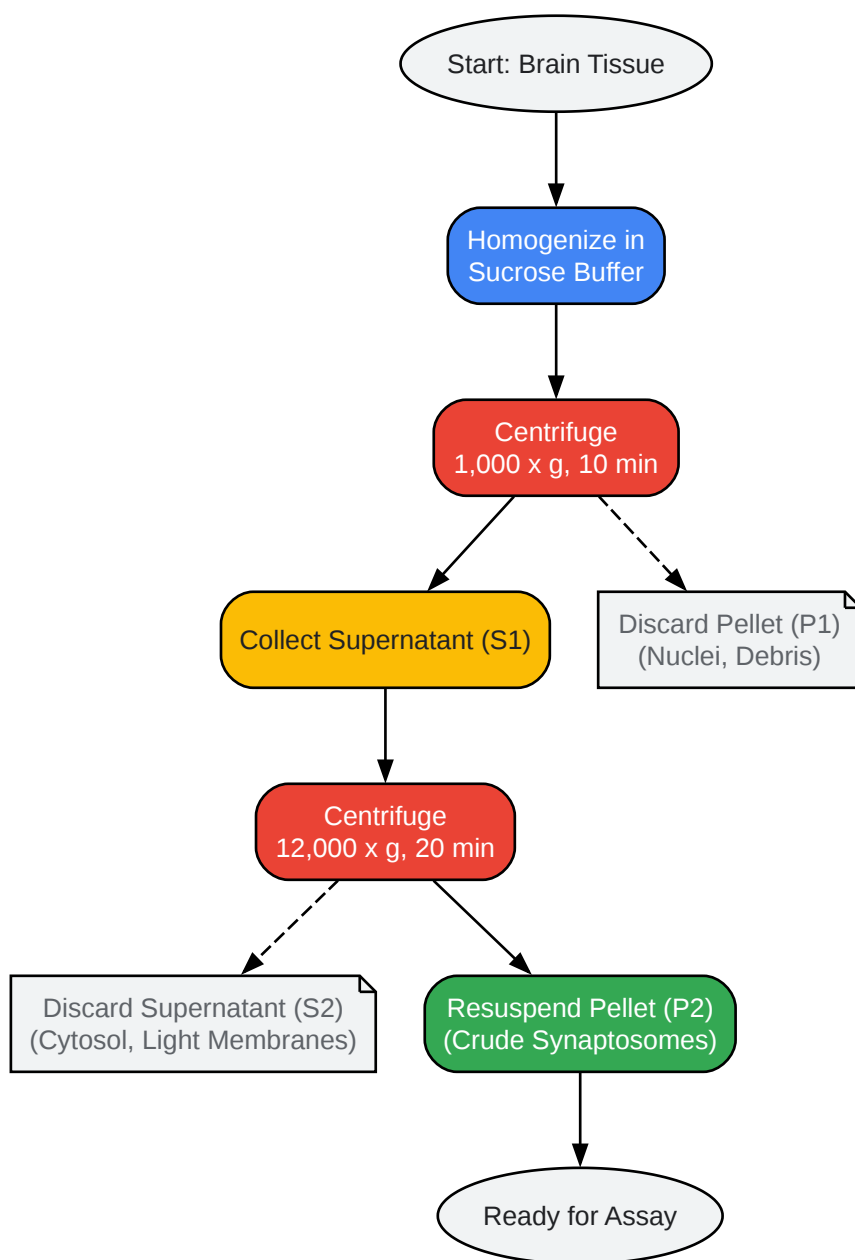 Start: Brain Tissue
Homogenize in
Sucrose Buffer
Centrifuge
1,000 x g, 10 min
Collect Supernatant (S1)
Discard Pellet (P1)
(Nuclei, Debris)
Centrifuge
12,000 x g, 20 min
Discard Supernatant (S2)
(Cytosol, Light Membranes)
Resuspend Pellet (P2)
(Crude Synaptosomes)
Ready for Assay